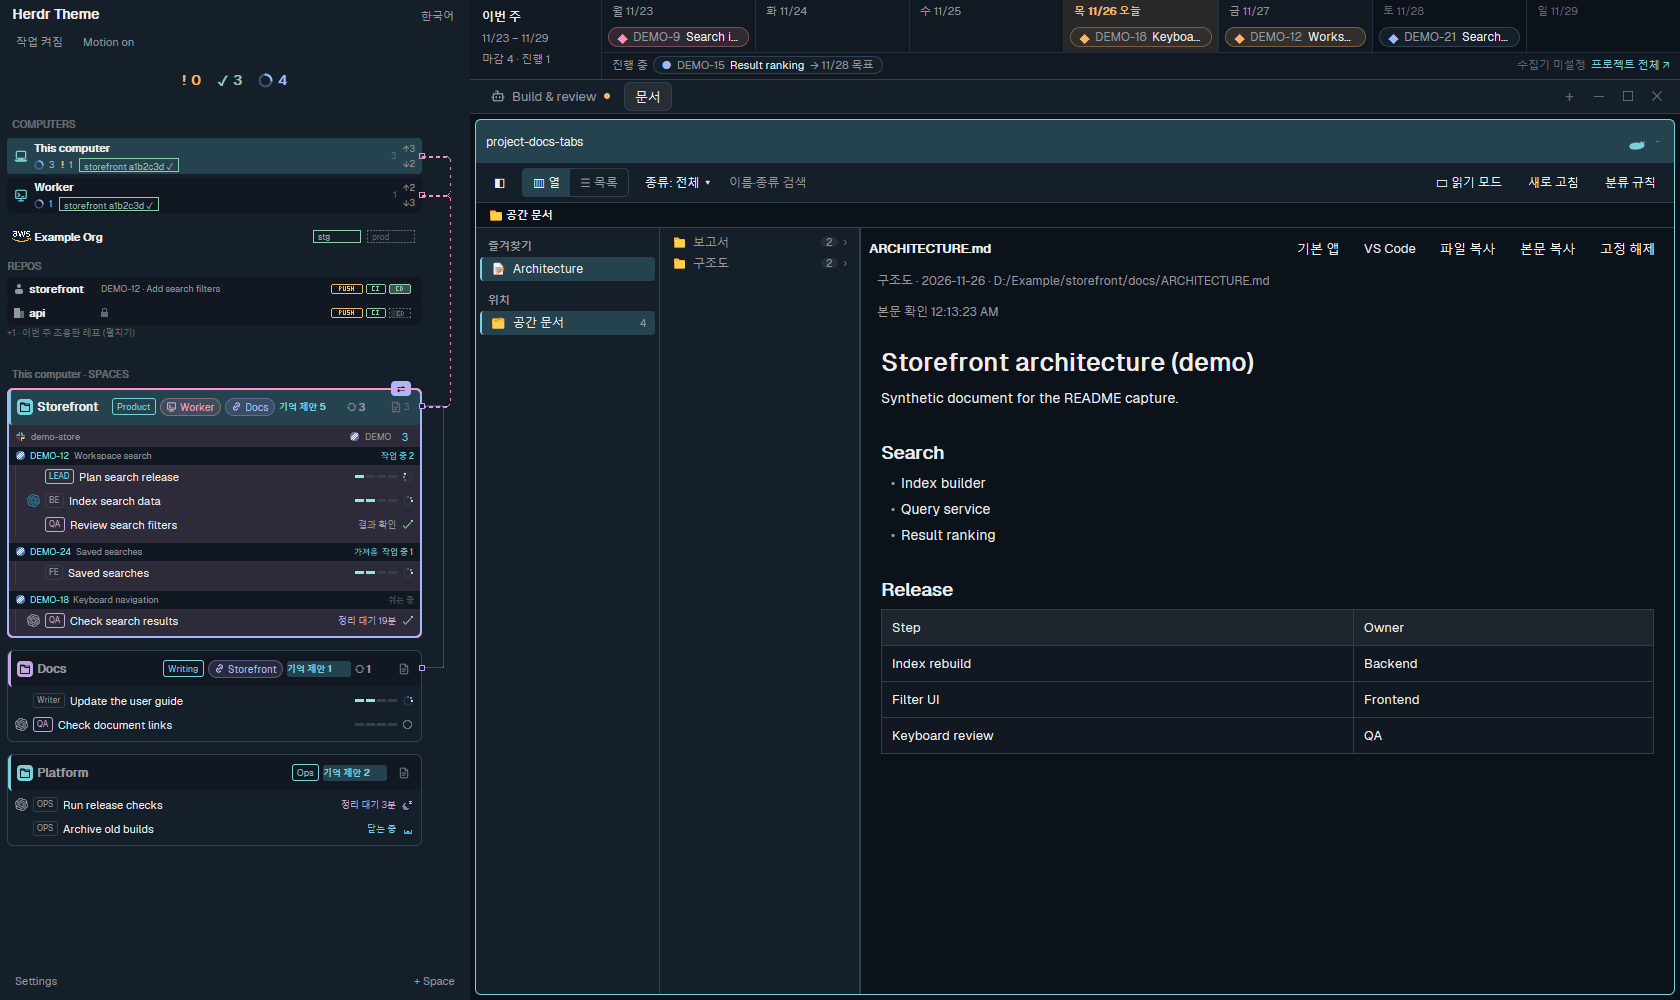 Herdr Theme
한국어
작업 켜짐 Motion on
! 0 ✓ 3 4
COMPUTERS
This computer
3 ! 1 storefront a1b2c3d ✓
3 ↑3 ↓2
Worker
1 storefront a1b2c3d ✓
1 ↑2 ↓3
aws Example Org stg prod
REPOS
storefront DEMO-12 · Add search filters PUSH CI CD
api PUSH CI CD
+1 · 이번 주 조용한 레포 (펼치기)
This computer · SPACES
Storefront Product Worker Docs 기억 제안 5 3 3
demo-store DEMO 3
DEMO-12 Workspace search 작업 중 2
LEAD Plan search release
BE Index search data
QA Review search filters 결과 확인 ✓
DEMO-24 Saved searches 가져옴 작업 중 1
FE Saved searches
DEMO-18 Keyboard navigation 쉬는 중
QA Check search results 정리 대기 19분 ✓
Docs Writing Storefront 기억 제안 1 1
Writer Update the user guide
QA Check document links
Platform Ops 기억 제안 2
OPS Run release checks 정리 대기 3분
OPS Archive old builds 닫는 중
Settings + Space
이번 주
11/23 – 11/29
마감 4 · 진행 1
월 11/23 화 11/24 수 11/25 목 11/26 오늘 금 11/27 토 11/28 일 11/29
DEMO-9 Search i... DEMO-18 Keyboa... DEMO-12 Works... DEMO-21 Search...
진행 중 DEMO-15 Result ranking → 11/28 목표
수집기 미설정 프로젝트 전체 ↗
Build & review 문서
project-docs-tabs
열 목록 종류: 전체 ▾ 이름·종류 검색 읽기 모드 새로 고침 분류 규칙
공간 문서
즐겨찾기
Architecture
위치
공간 문서 4
보고서 2 ›
구조도 2 ›
ARCHITECTURE.md 기본 앱 VS Code 파일 복사 본문 복사 고정 해제
구조도 · 2026-11-26 · D:/Example/storefront/docs/ARCHITECTURE.md
본문 확인 12:13:23 AM
Storefront architecture (demo)
Synthetic document for the README capture.
Search
• Index builder
• Query service
• Result ranking
Release
Step Owner
Index rebuild Backend
Filter UI Frontend
Keyboard review QA